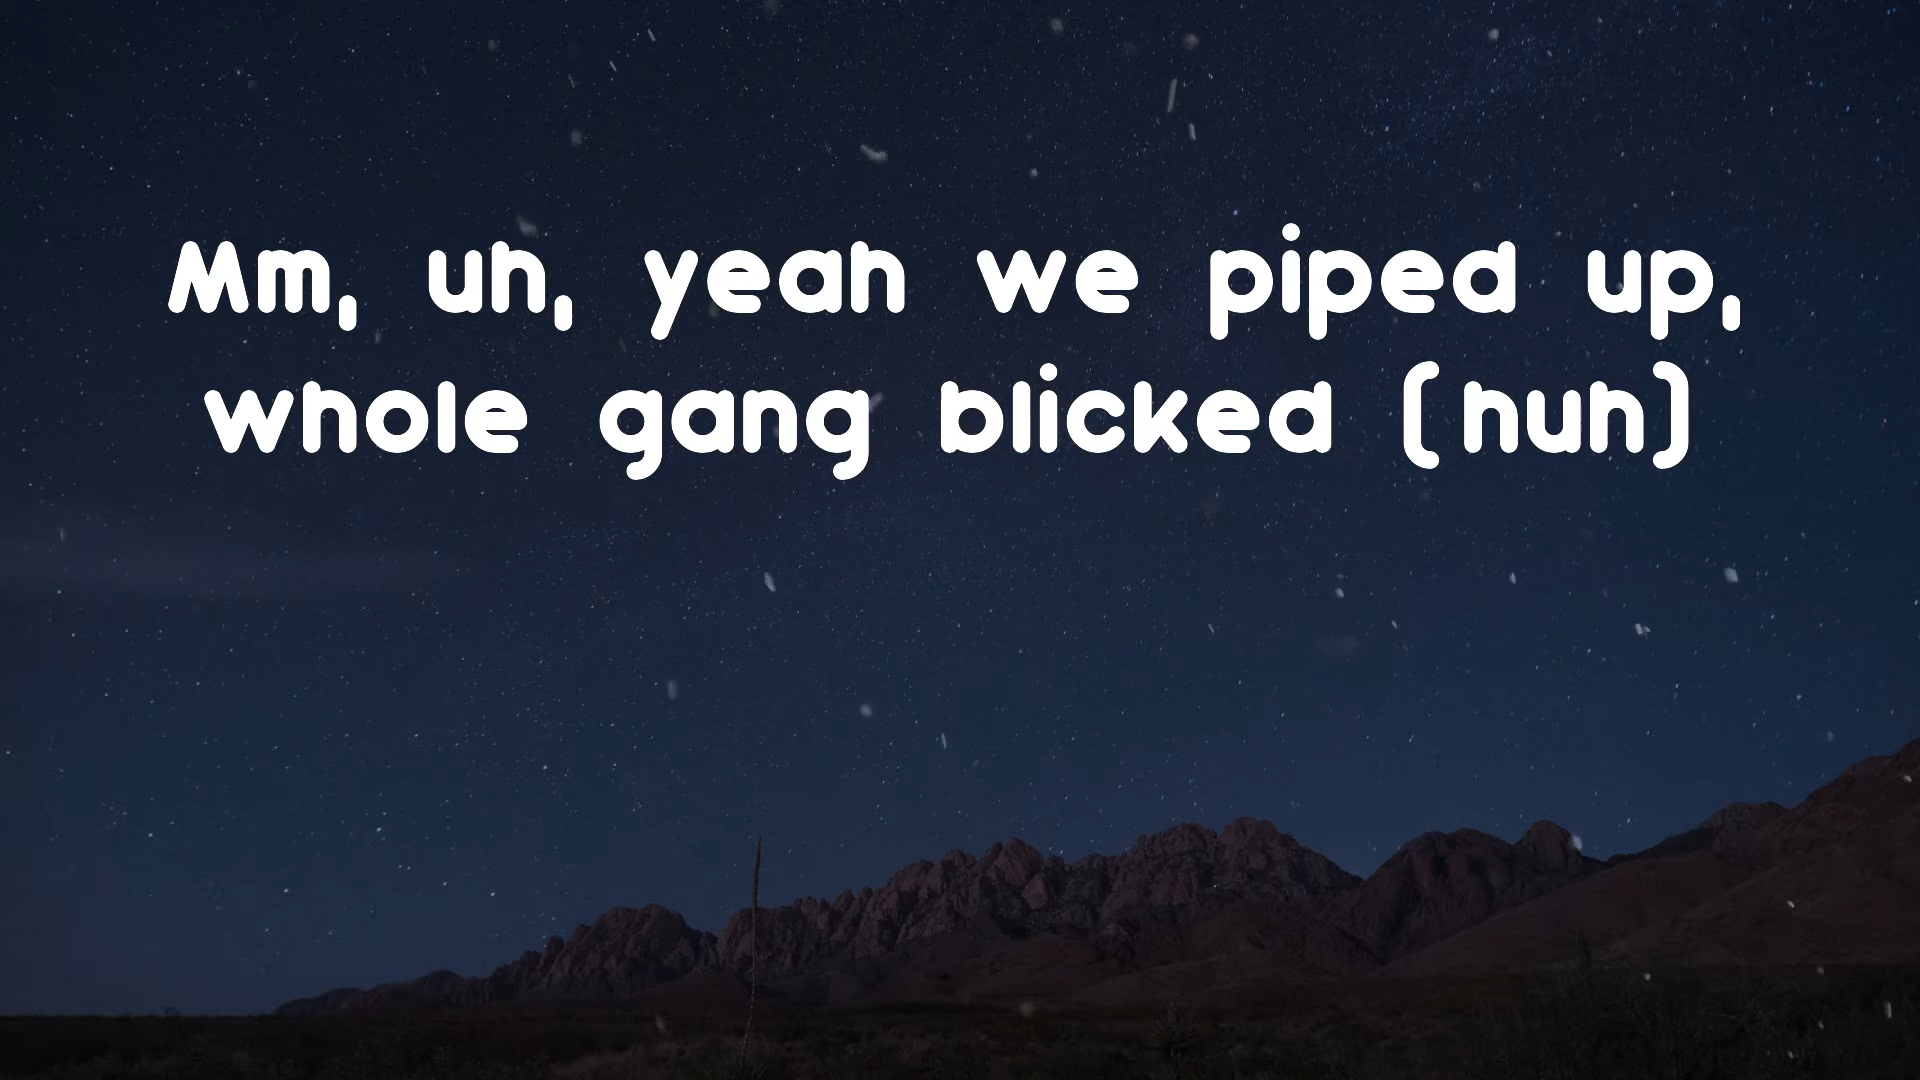 Mm, uh, yeah we piped up,
whole gang blicked (huh)